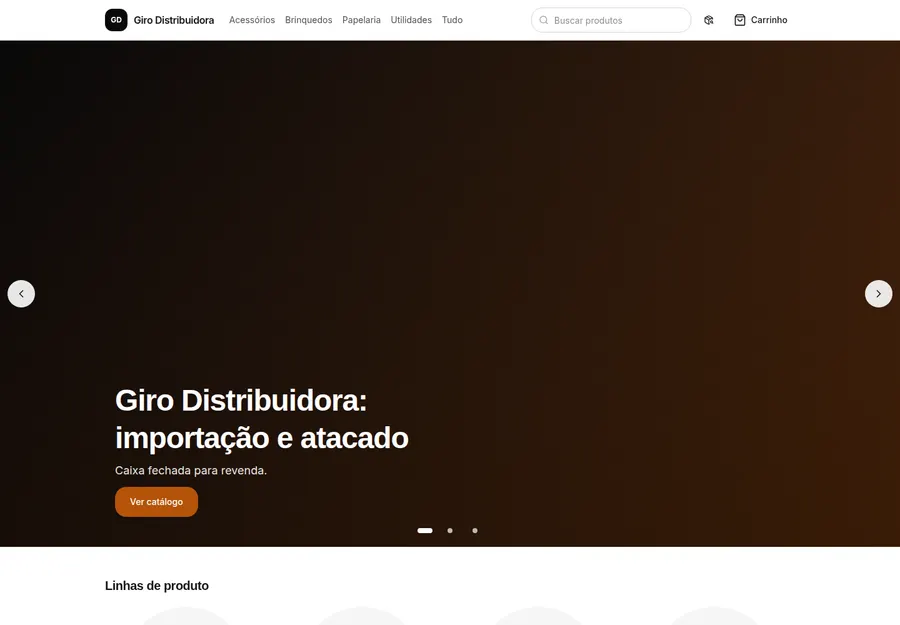 GD
Giro Distribuidora
Acessórios
Brinquedos
Papelaria
Utilidades
Tudo
Buscar produtos
Carrinho
Giro Distribuidora:
importação e atacado
Caixa fechada para revenda.
Ver catálogo
Linhas de produto